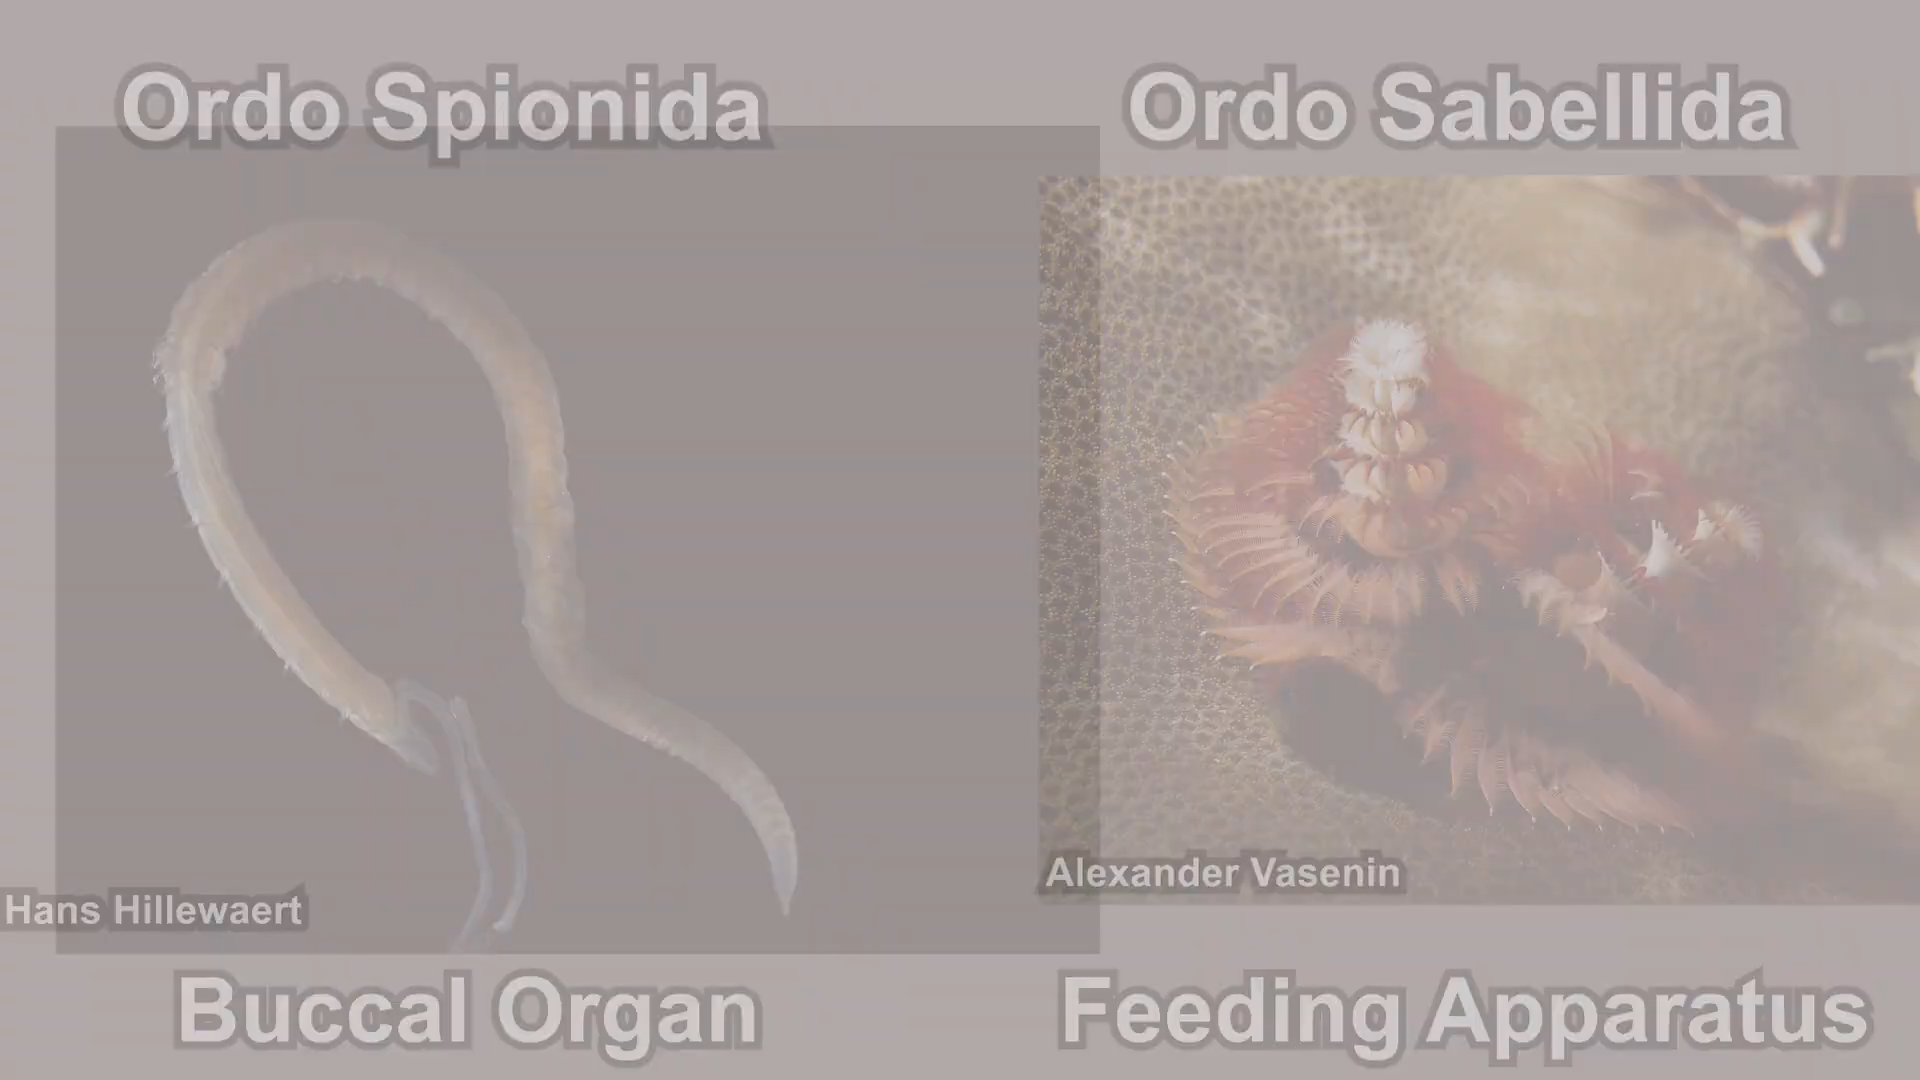 Ordo Spionida
Ordo Sabellida
Alexander Vasenin
Hans Hillewaert
Buccal Organ
Feeding Apparatus